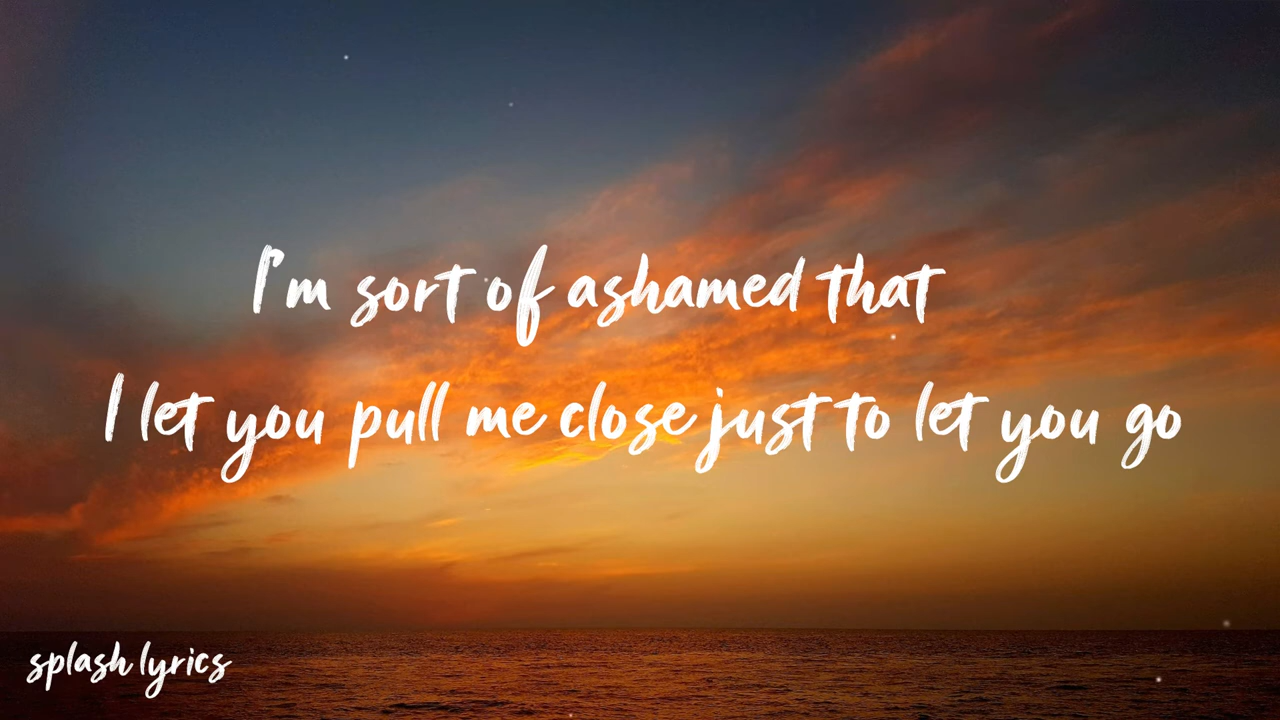 I'm sort of ashamed that
I let you pull me close just to let you go
splash lyrics